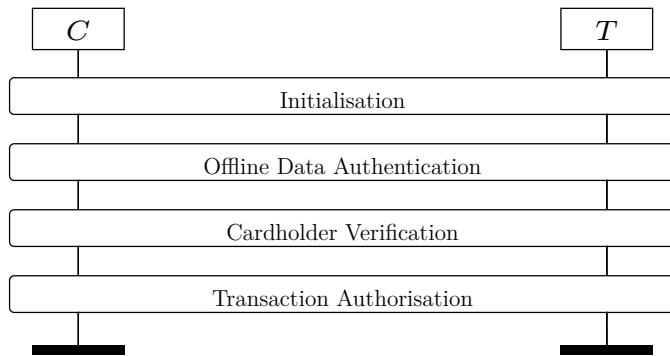 C T
Initialisation
Offline Data Authentication
Cardholder Verification
Transaction Authorisation